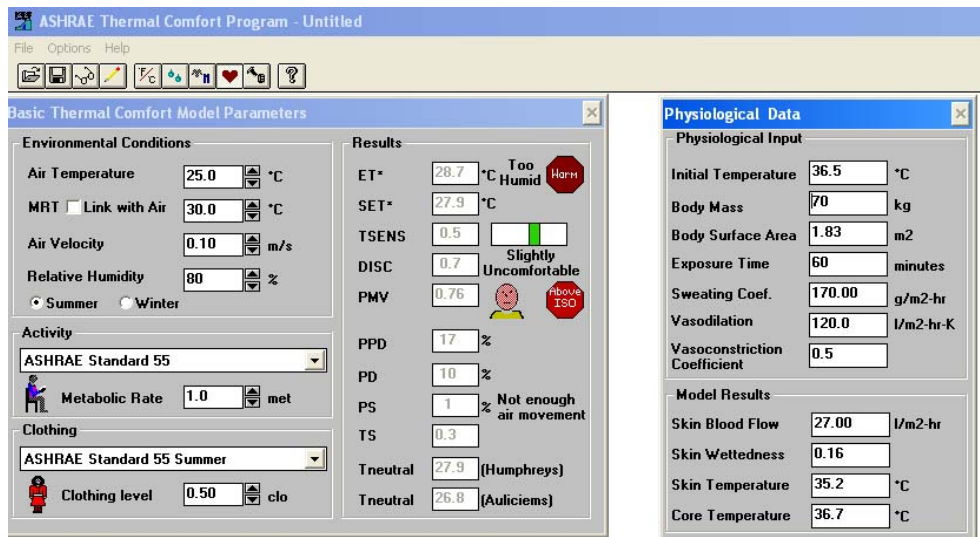 ASHRAE Thermal Comfort Program - Untitled
File Options Help
°F/C
Basic Thermal Comfort Model Parameters
Environmental Conditions
Air Temperature 25.0 °C
MRT Link with Air 30.0 °C
Air Velocity 0.10 m/s
Relative Humidity 80 %
Summer Winter
Activity
ASHRAE Standard 55
Metabolic Rate 1.0 met
Clothing
ASHRAE Standard 55 Summer
Clothing level 0.50 clo
Results
ET* 28.7 °C Too Humid Warm
SET* 27.9 °C
TSENS 0.5
DISC 0.7 Slightly Uncomfortable
PMV 0.76 Above ISO
PPD 17 %
PD 10 %
PS 1 % Not enough air movement
TS 0.3
Tneutral 27.9 (Humphreys)
Tneutral 26.8 (Auliciems)
Physiological Data
Physiological Input
Initial Temperature 36.5 °C
Body Mass 70 kg
Body Surface Area 1.83 m2
Exposure Time 60 minutes
Sweating Coef. 170.00 g/m2-hr
Vasodilation 120.0 l/m2-hr-K
Vasoconstriction Coefficient 0.5
Model Results
Skin Blood Flow 27.00 l/m2-hr
Skin Wettedness 0.16
Skin Temperature 35.2 °C
Core Temperature 36.7 °C